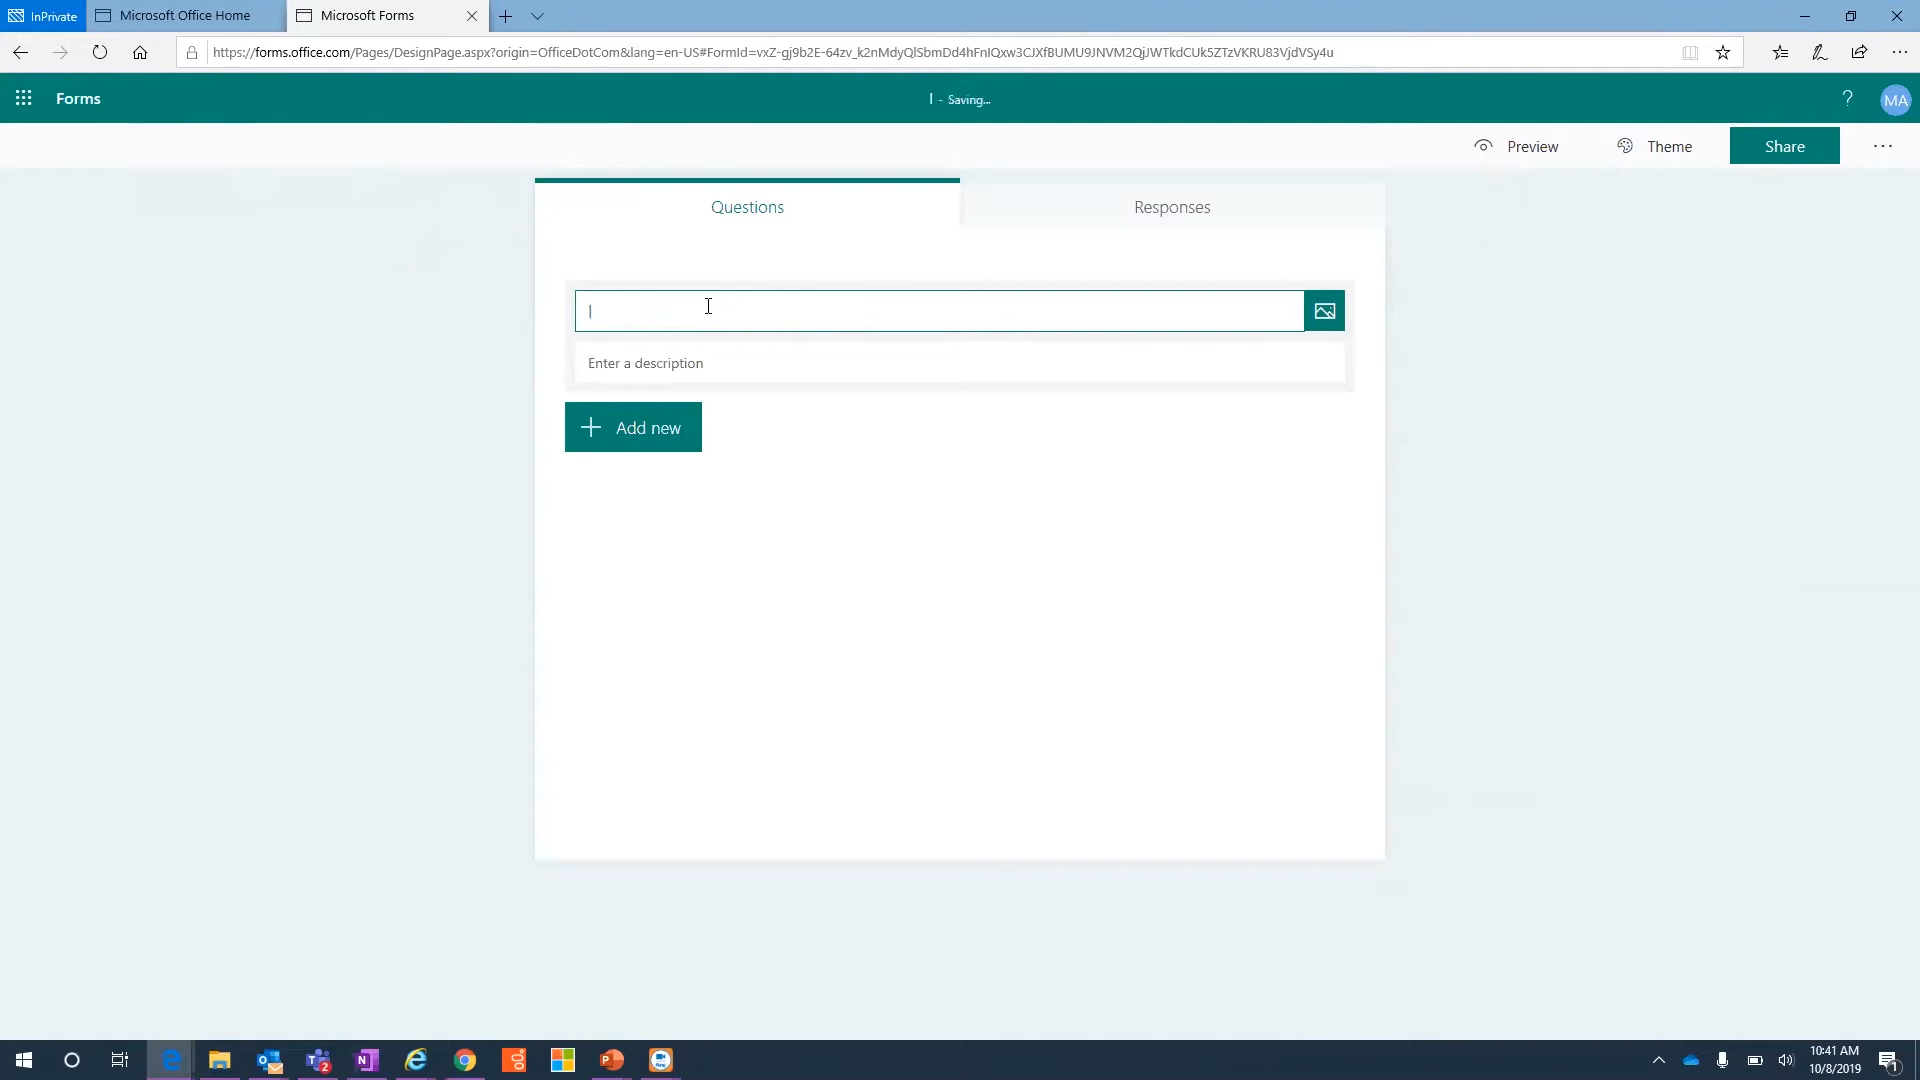 InPrivate
Microsoft Office Home
Microsoft Forms
https://forms.office.com/Pages/DesignPage.aspx?origin=OfficeDotCom&lang=en-US#FormId=vxZ-gj9b2E-64zv_k2nMdyQlSbmDd4hFnIQxw3CJXfBUMU9JNVM2QjJWTkdCUk5ZTzVKRU83VjdVSy4u
Forms
I - Saving...
? MA
Preview
Theme
Share
Questions
Responses
Enter a description
Add new
10:41 AM
10/8/2019
2
1